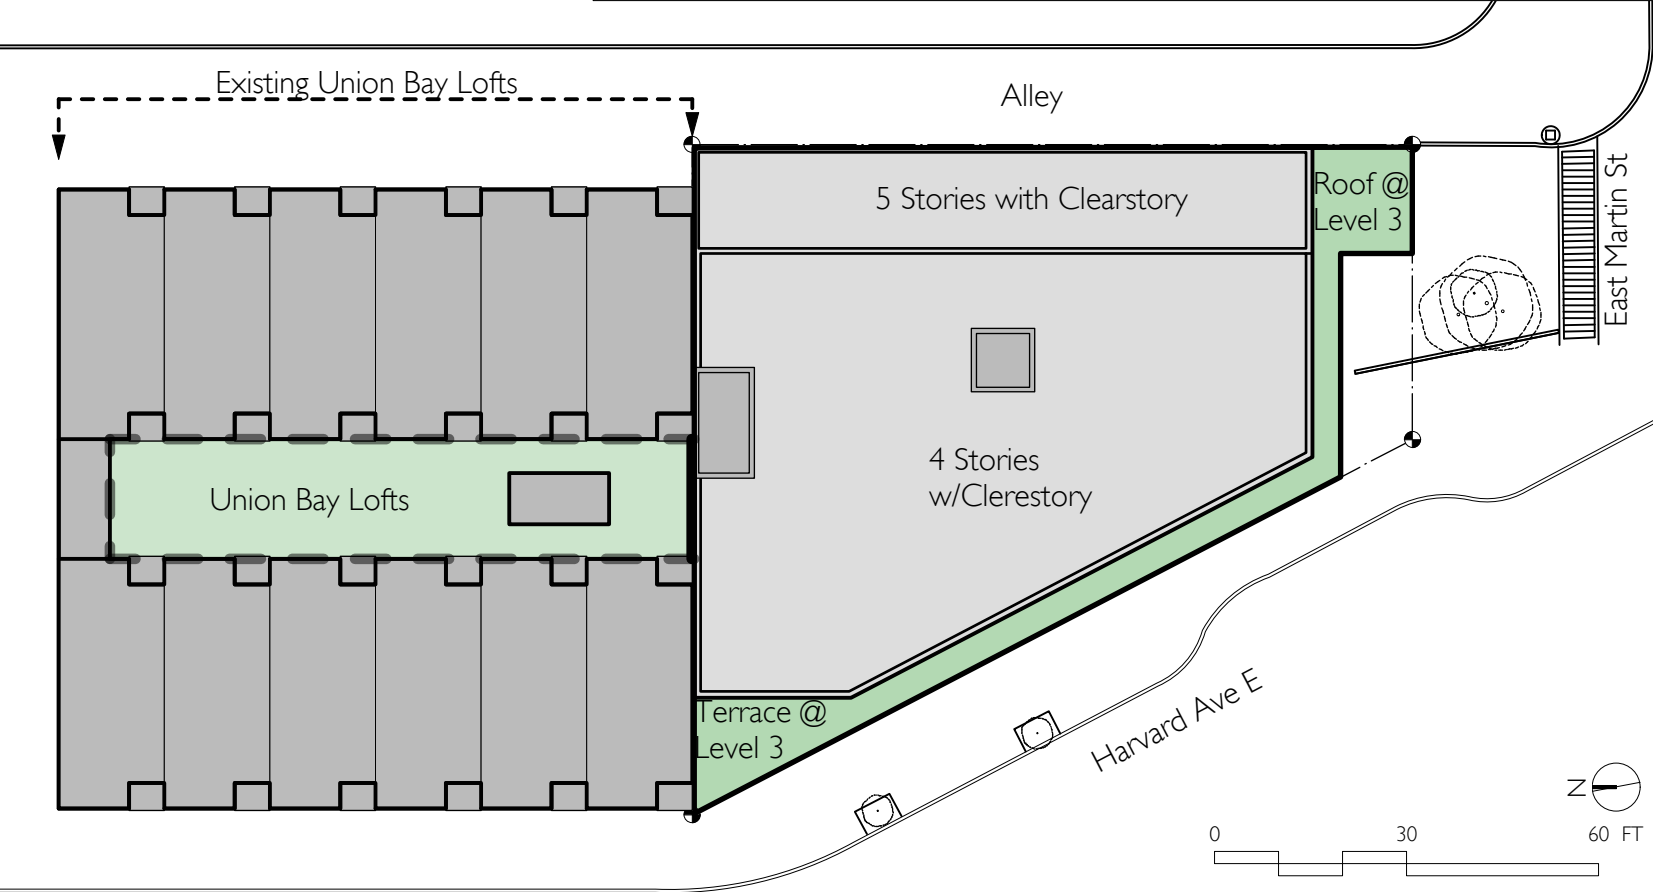 Existing Union Bay Lofts
Alley
5 Stories with Clearstory
Roof @
Level 3
East Martin St
4 Stories
w/Clerestory
Union Bay Lofts
Terrace @
Level 3
Harvard Ave E
N
0 30 60 FT